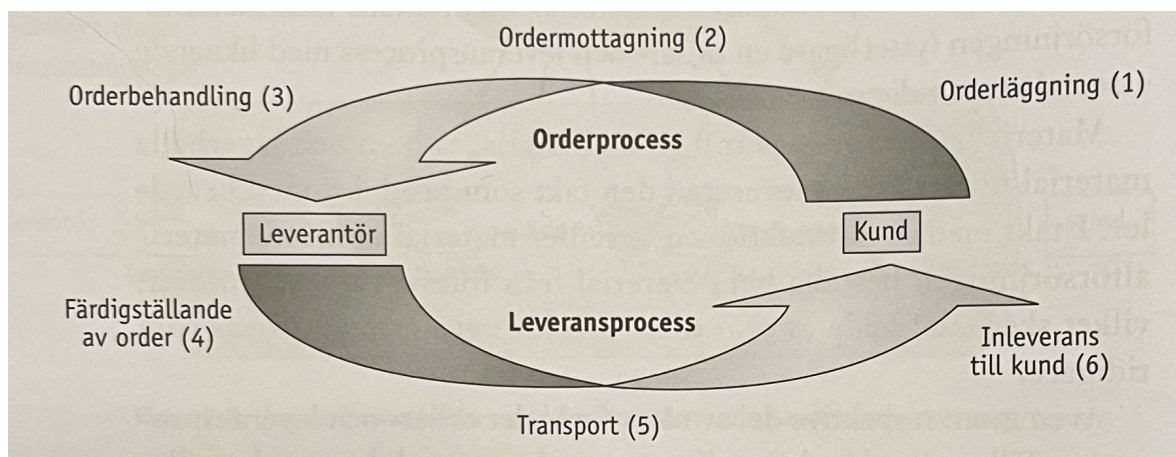 Ordermottagning (2)
Orderbehandling (3)
Orderläggning (1)
Orderprocess
Leverantör
Kund
Färdigställande
av order (4)
Leveransprocess
Inleverans
till kund (6)
Transport (5)